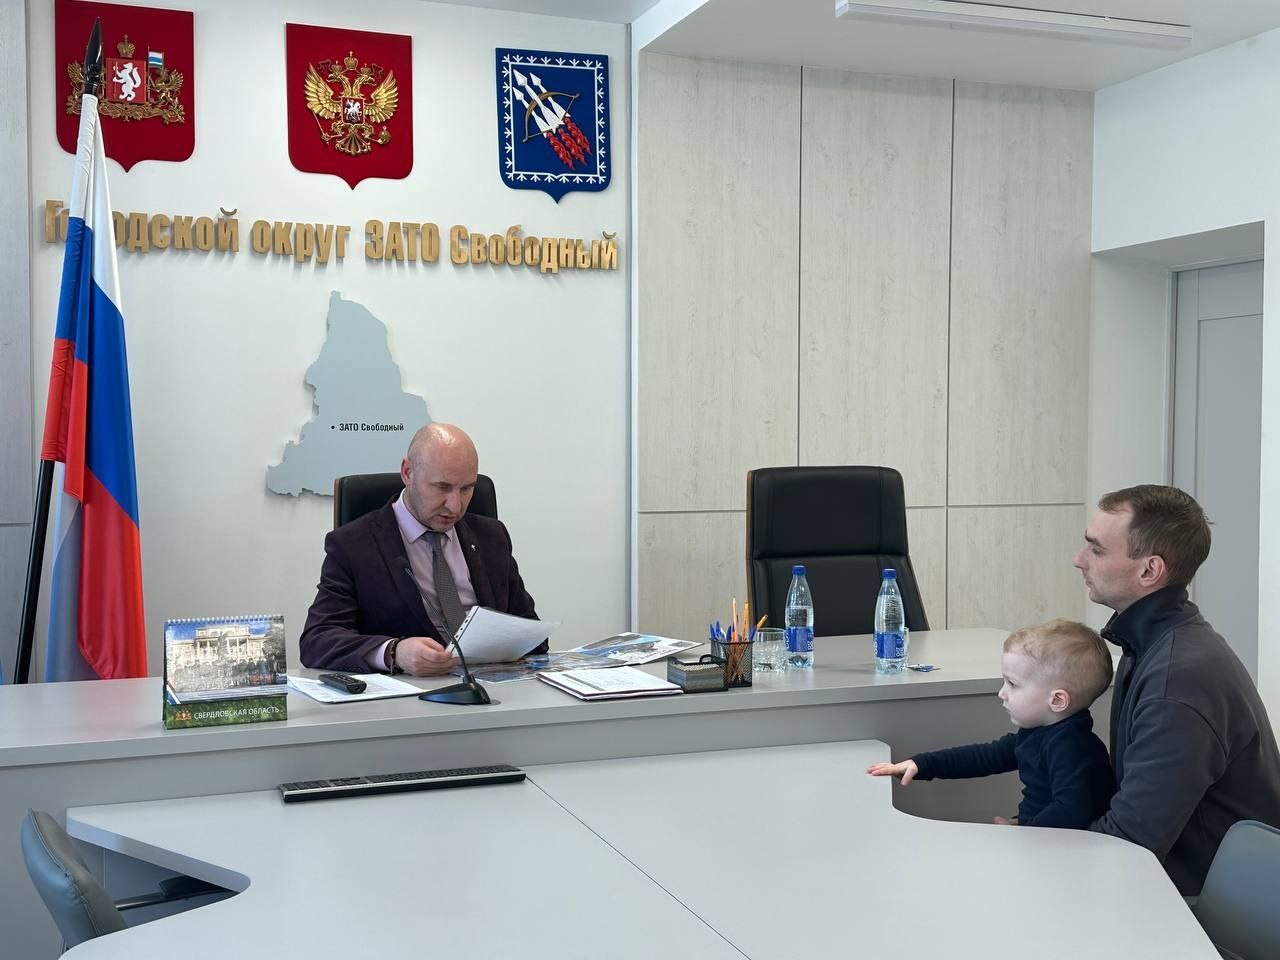 Городской округ ЗАТО Свободный
• ЗАТО Свободный
СВЕРДЛОВСКАЯ ОБЛАСТЬ